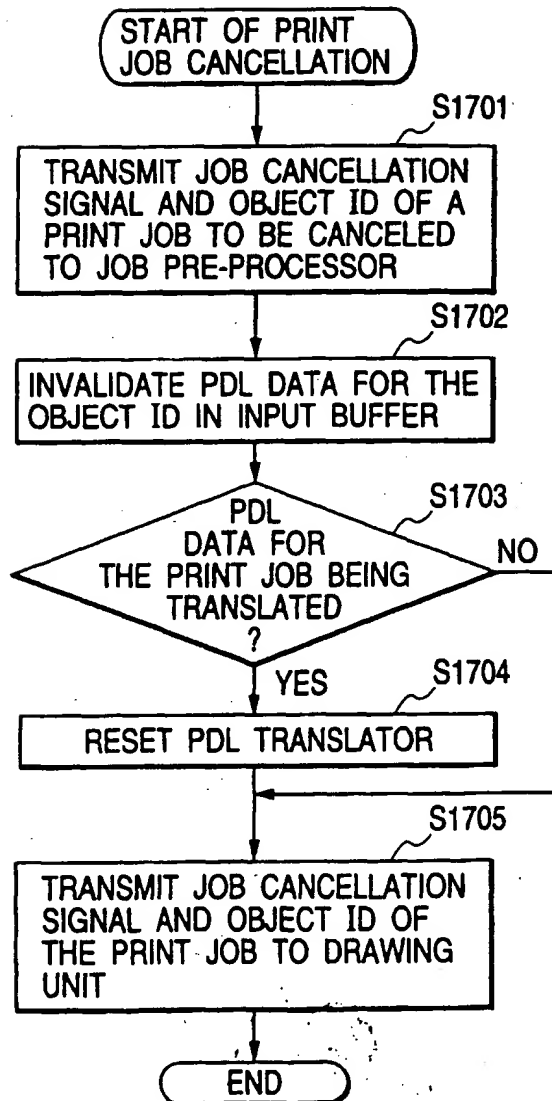 START OF PRINT
JOB CANCELLATION
S1701
TRANSMIT JOB CANCELLATION
SIGNAL AND OBJECT ID OF A
PRINT JOB TO BE CANCELED
TO JOB PRE-PROCESSOR
S1702
INVALIDATE PDL DATA FOR THE
OBJECT ID IN INPUT BUFFER
S1703
PDL
DATA FOR
THE PRINT JOB BEING
TRANSLATED
?
NO
YES
S1704
RESET PDL TRANSLATOR
S1705
TRANSMIT JOB CANCELLATION
SIGNAL AND OBJECT ID OF
THE PRINT JOB TO DRAWING
UNIT
END